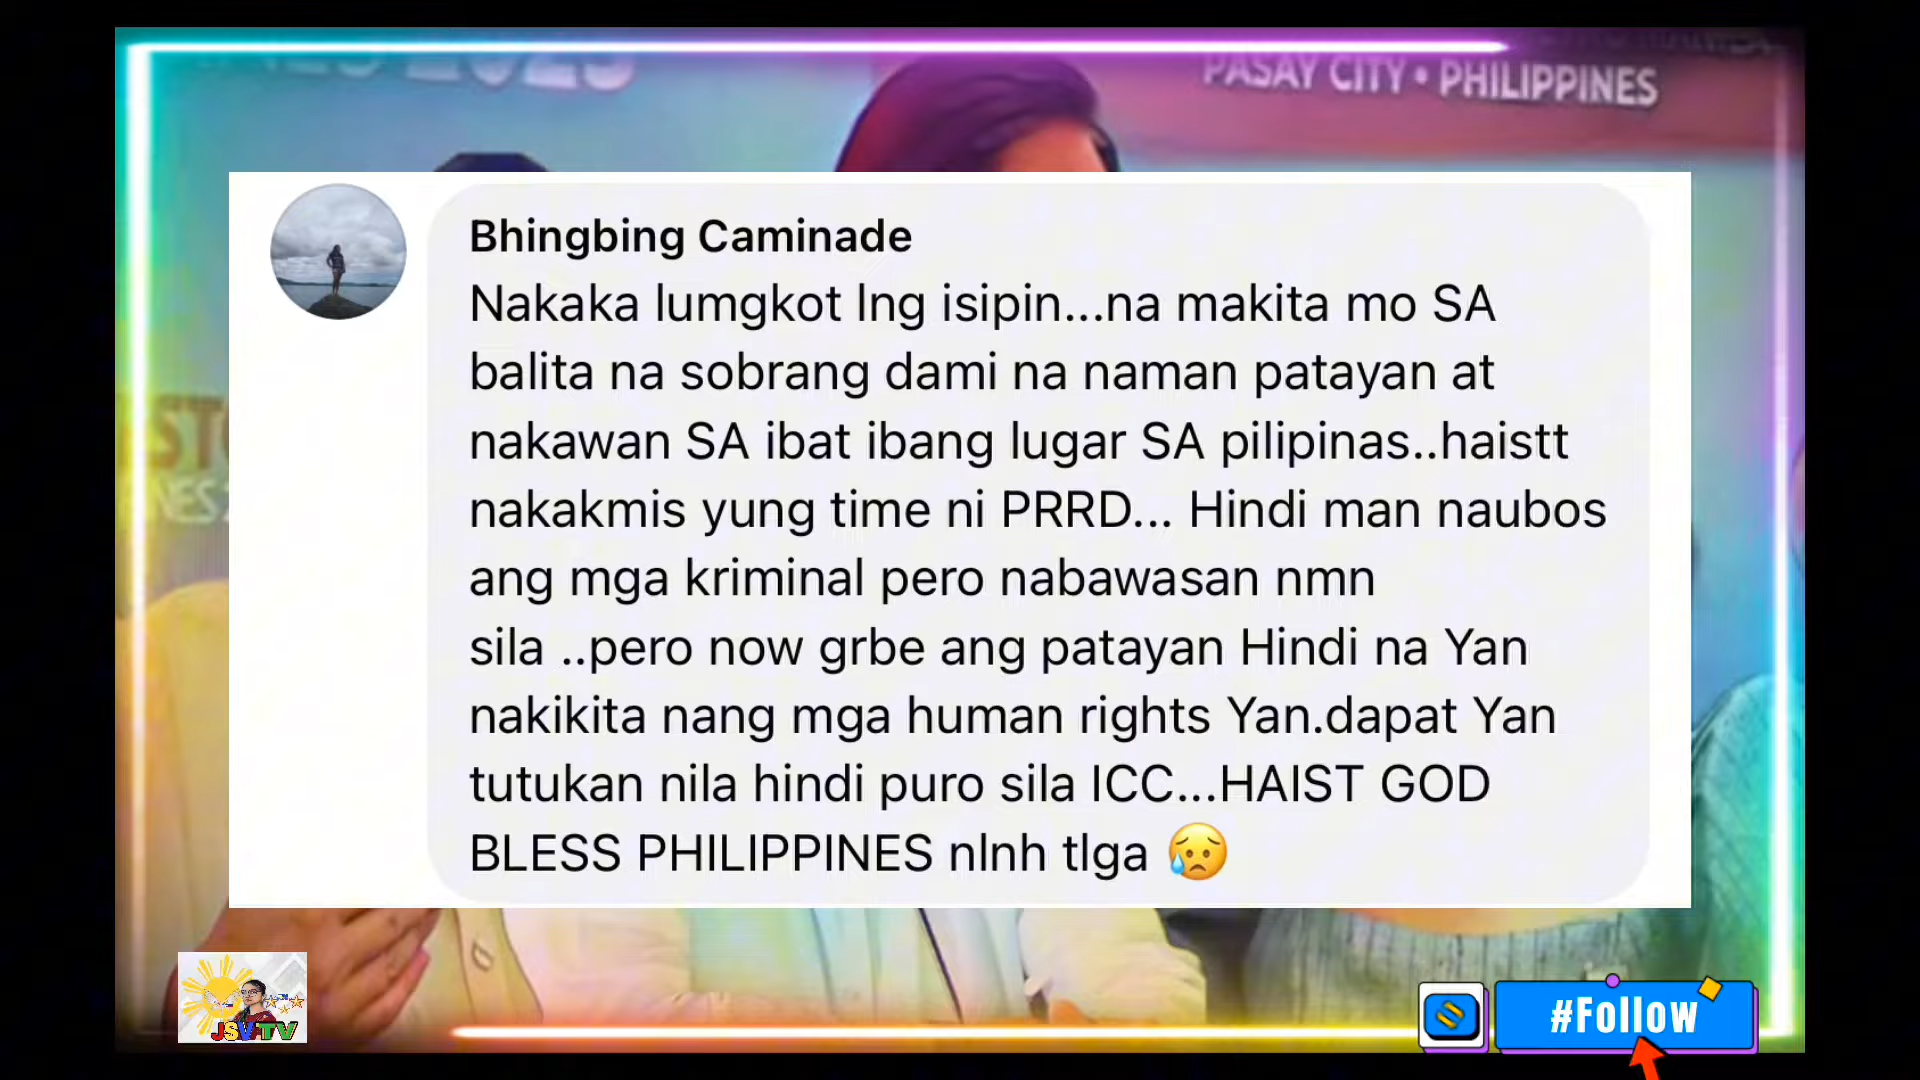 PASAY CITY • PHILIPPINES
Bhingbing Caminade
Nakaka lumgkot lng isipin...na makita mo SA
balita na sobrang dami na naman patayan at
nakawan SA ibat ibang lugar SA pilipinas..haistt
nakakmis yung time ni PRRD... Hindi man naubos
ang mga kriminal pero nabawasan nmn
sila ..pero now grbe ang patayan Hindi na Yan
nakikita nang mga human rights Yan.dapat Yan
tutukan nila hindi puro sila ICC...HAIST GOD
BLESS PHILIPPINES nlnh tlga 😥
JSV TV
#Follow